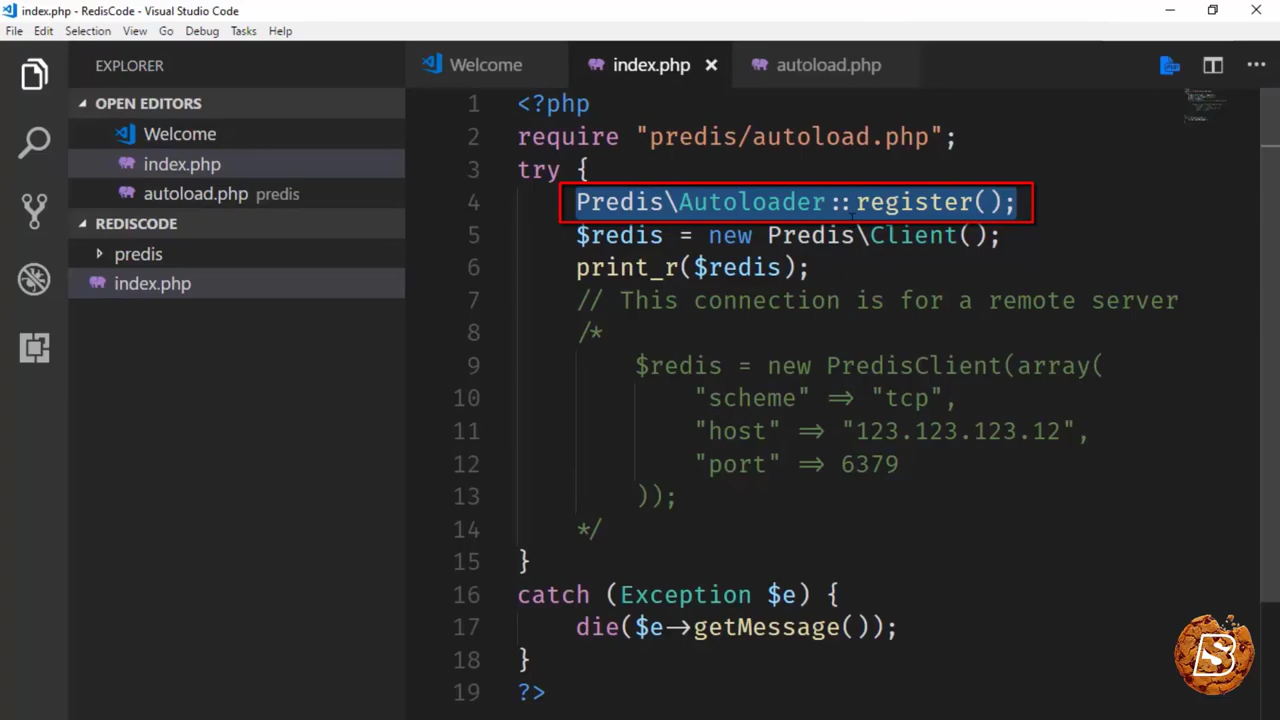 index.php - RedisCode - Visual Studio Code
File Edit Selection View Go Debug Tasks Help
EXPLORER
OPEN EDITORS
Welcome
index.php
autoload.php predis
REDISCODE
predis
index.php
Welcome index.php autoload.php
1 <?php
2 require "predis/autoload.php";
3 try {
4 Predis\Autoloader::register();
5 $redis = new Predis\Client();
6 print_r($redis);
7 // This connection is for a remote server
8 /*
9 $redis = new PredisClient(array(
10 "scheme" => "tcp",
11 "host" => "123.123.123.12",
12 "port" => 6379
13 ));
14 */
15 }
16 catch (Exception $e) {
17 die($e->getMessage());
18 }
19 ?>